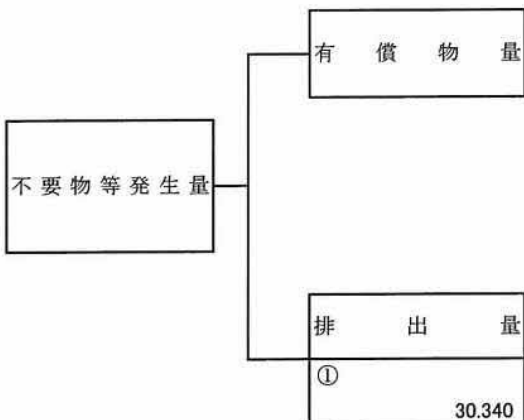 有償物量
不要物等発生量
排出量
①
30.340